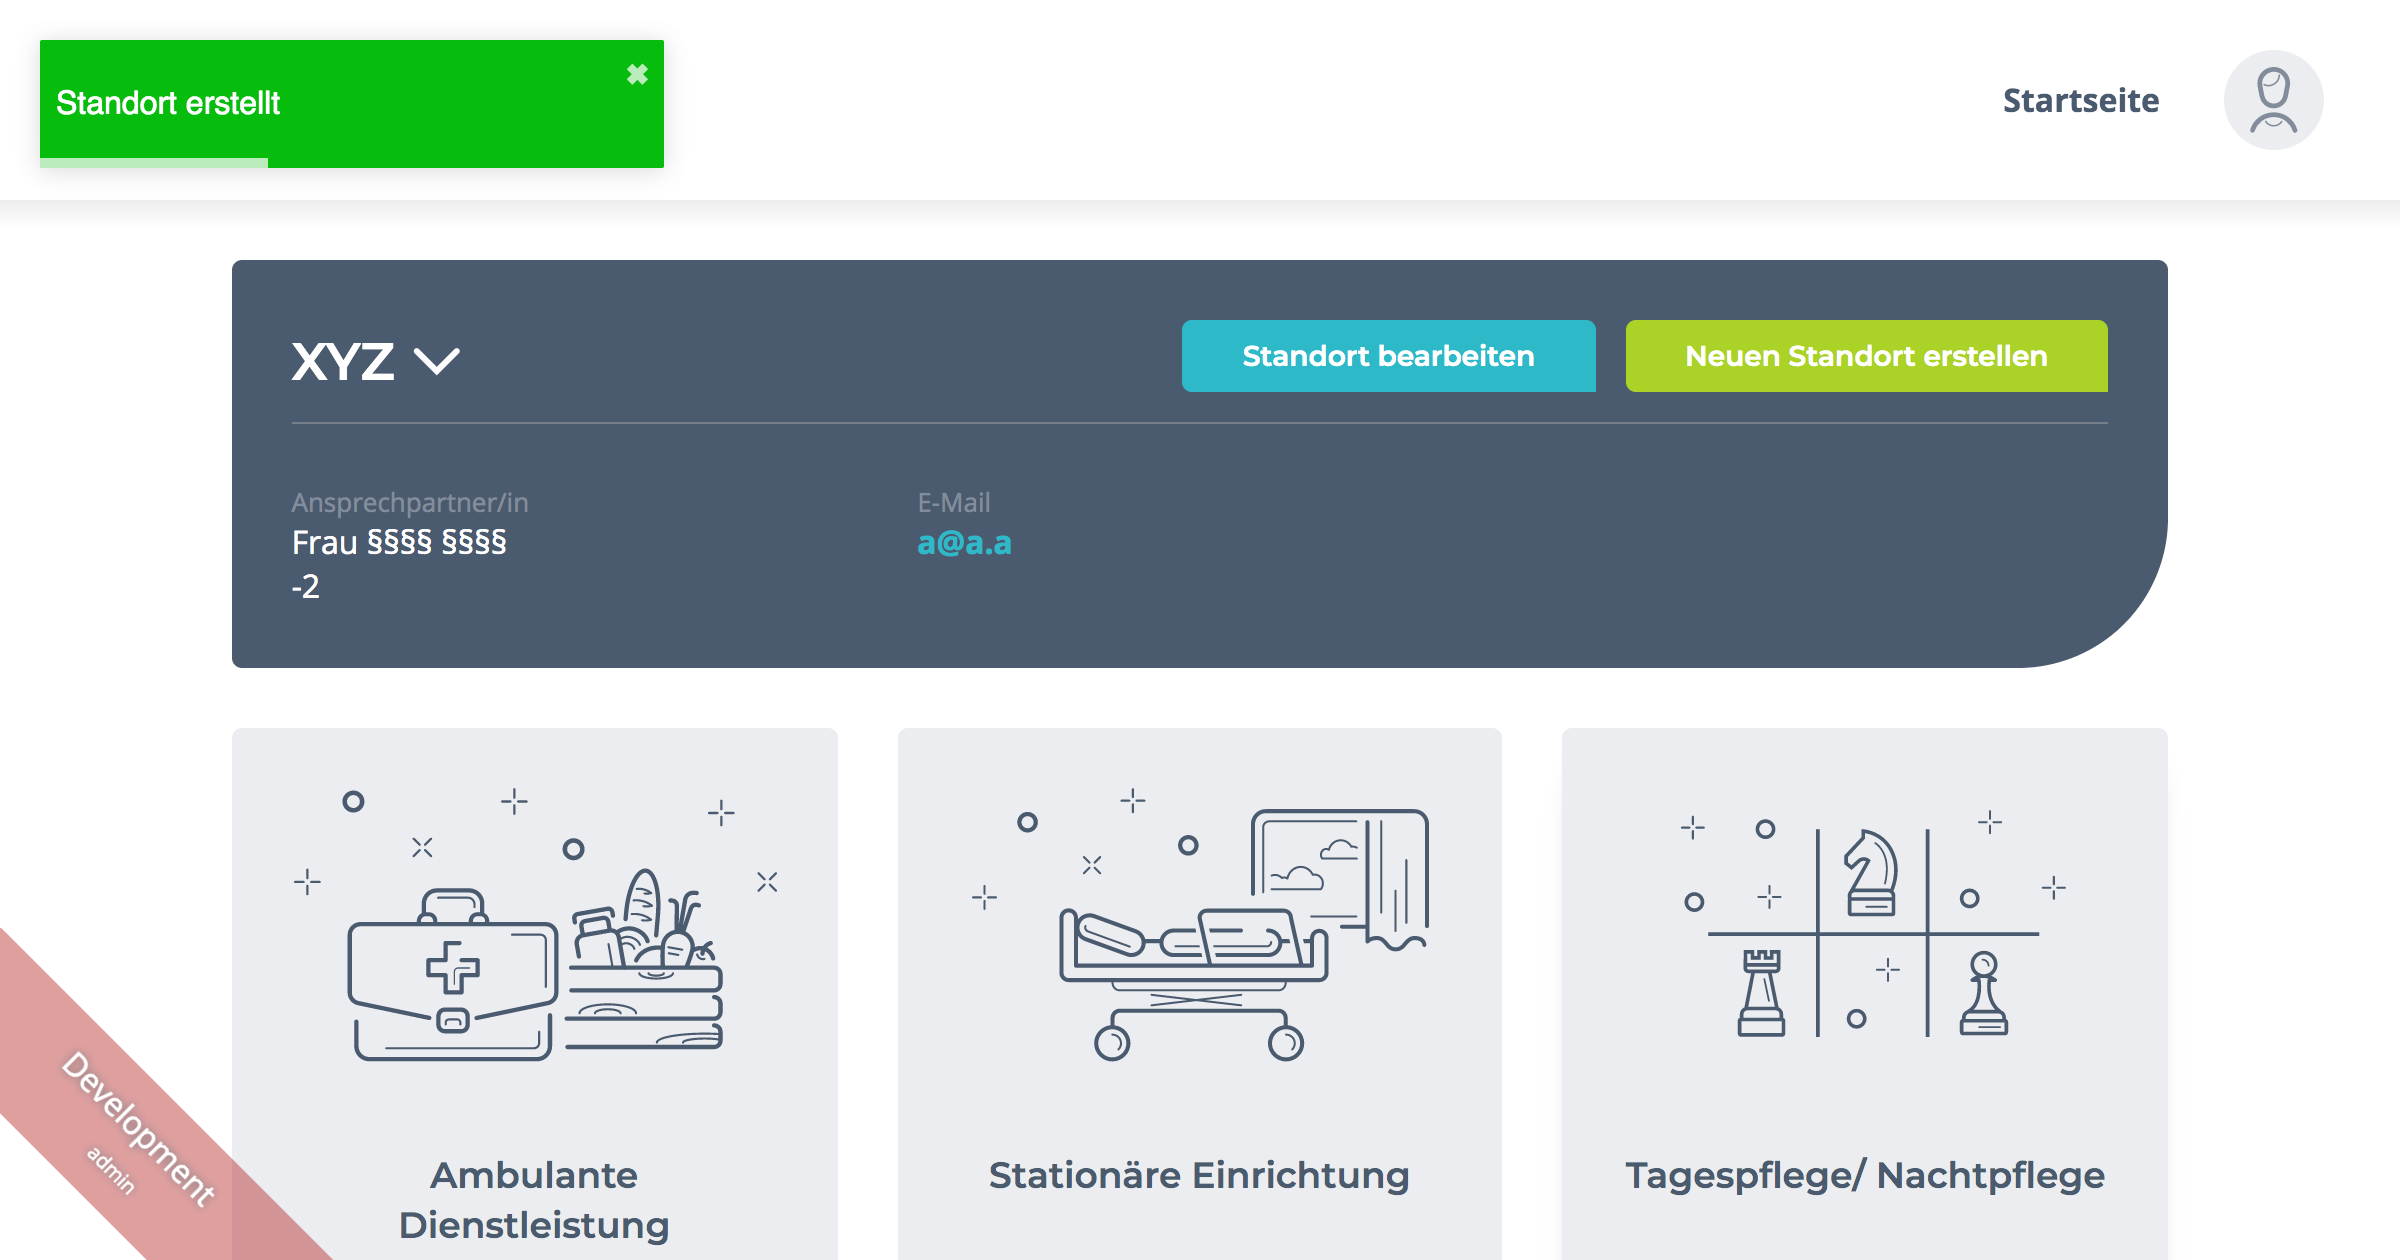 Standort erstellt
Startseite
XYZ
Standort bearbeiten
Neuen Standort erstellen
Ansprechpartner/in
Frau §§§§ §§§§
-2
E-Mail
a@a.a
Ambulante
Dienstleistung
Stationäre Einrichtung
Tagespflege/ Nachtpflege
Development
admin